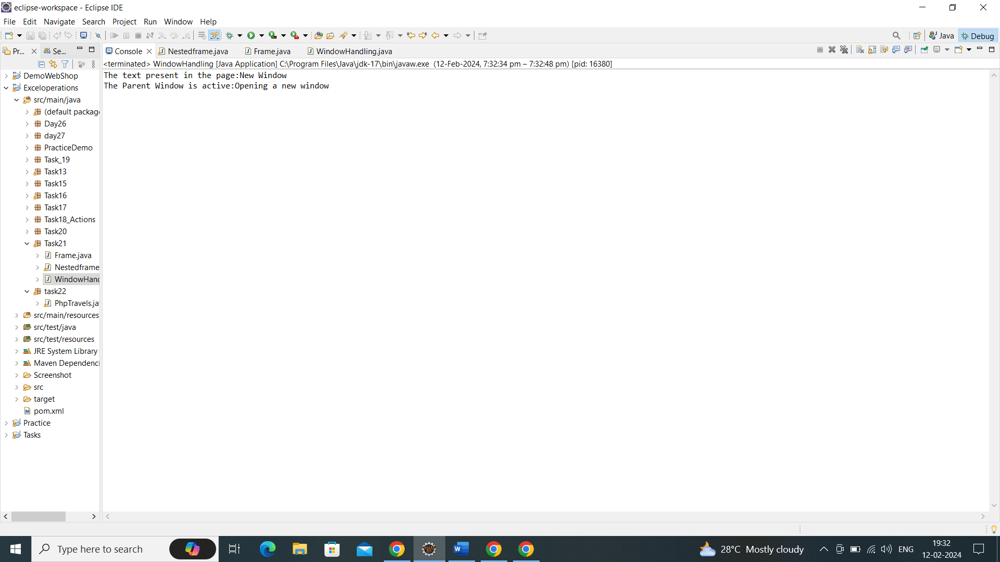 eclipse-workspace - Eclipse IDE
File Edit Navigate Search Project Run Window Help
Java Debug
Pr... Se... Console Nestedframe.java Frame.java WindowHandling.java
<terminated> WindowHandling [Java Application] C:\Program Files\Java\jdk-17\bin\javaw.exe (12-Feb-2024, 7:32:34 pm – 7:32:48 pm) [pid: 16380]
The text present in the page:New Window
The Parent Window is active:Opening a new window
DemoWebShop
Exceloperations
src/main/java
(default package
Day26
day27
PracticeDemo
Task_19
Task13
Task15
Task16
Task17
Task18_Actions
Task20
Task21
Frame.java
Nestedframe
WindowHand
task22
PhpTravels.ja
src/main/resources
src/test/java
src/test/resources
JRE System Library
Maven Dependenci
Screenshot
src
target
pom.xml
Practice
Tasks
Type here to search
28°C Mostly cloudy
ENG
19:32
12-02-2024